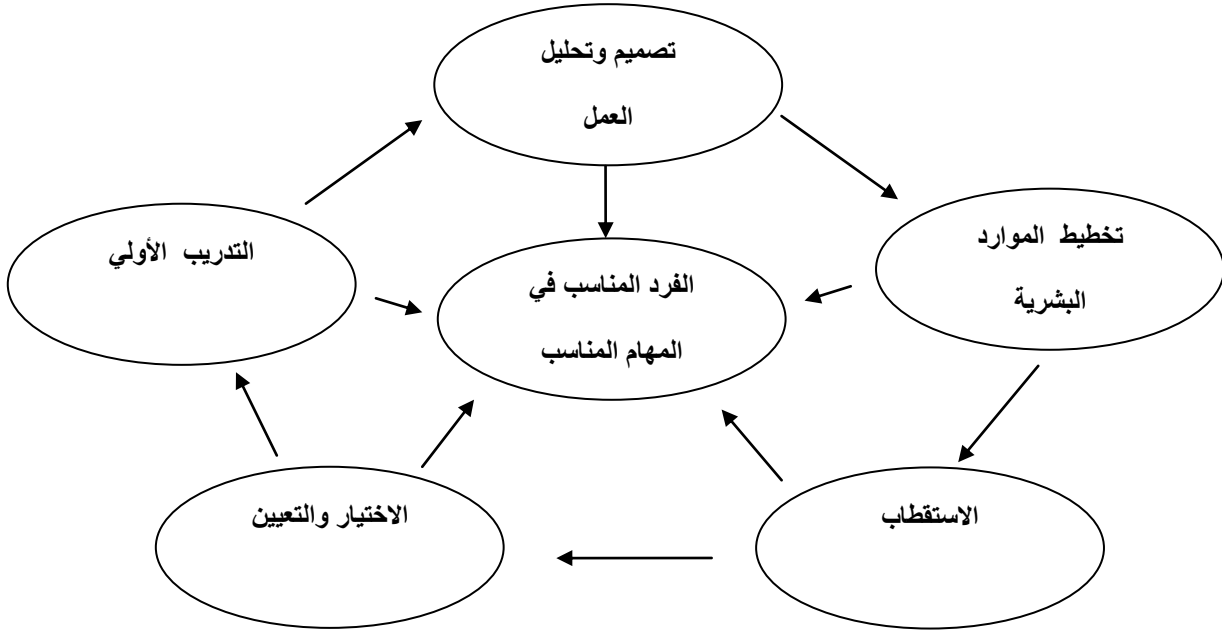 تصميم وتحليل
العمل
تخطيط الموارد
البشرية
التدريب الأولي
الفرد المناسب في
المهام المناسب
الاستقطاب
الاختيار والتعيين